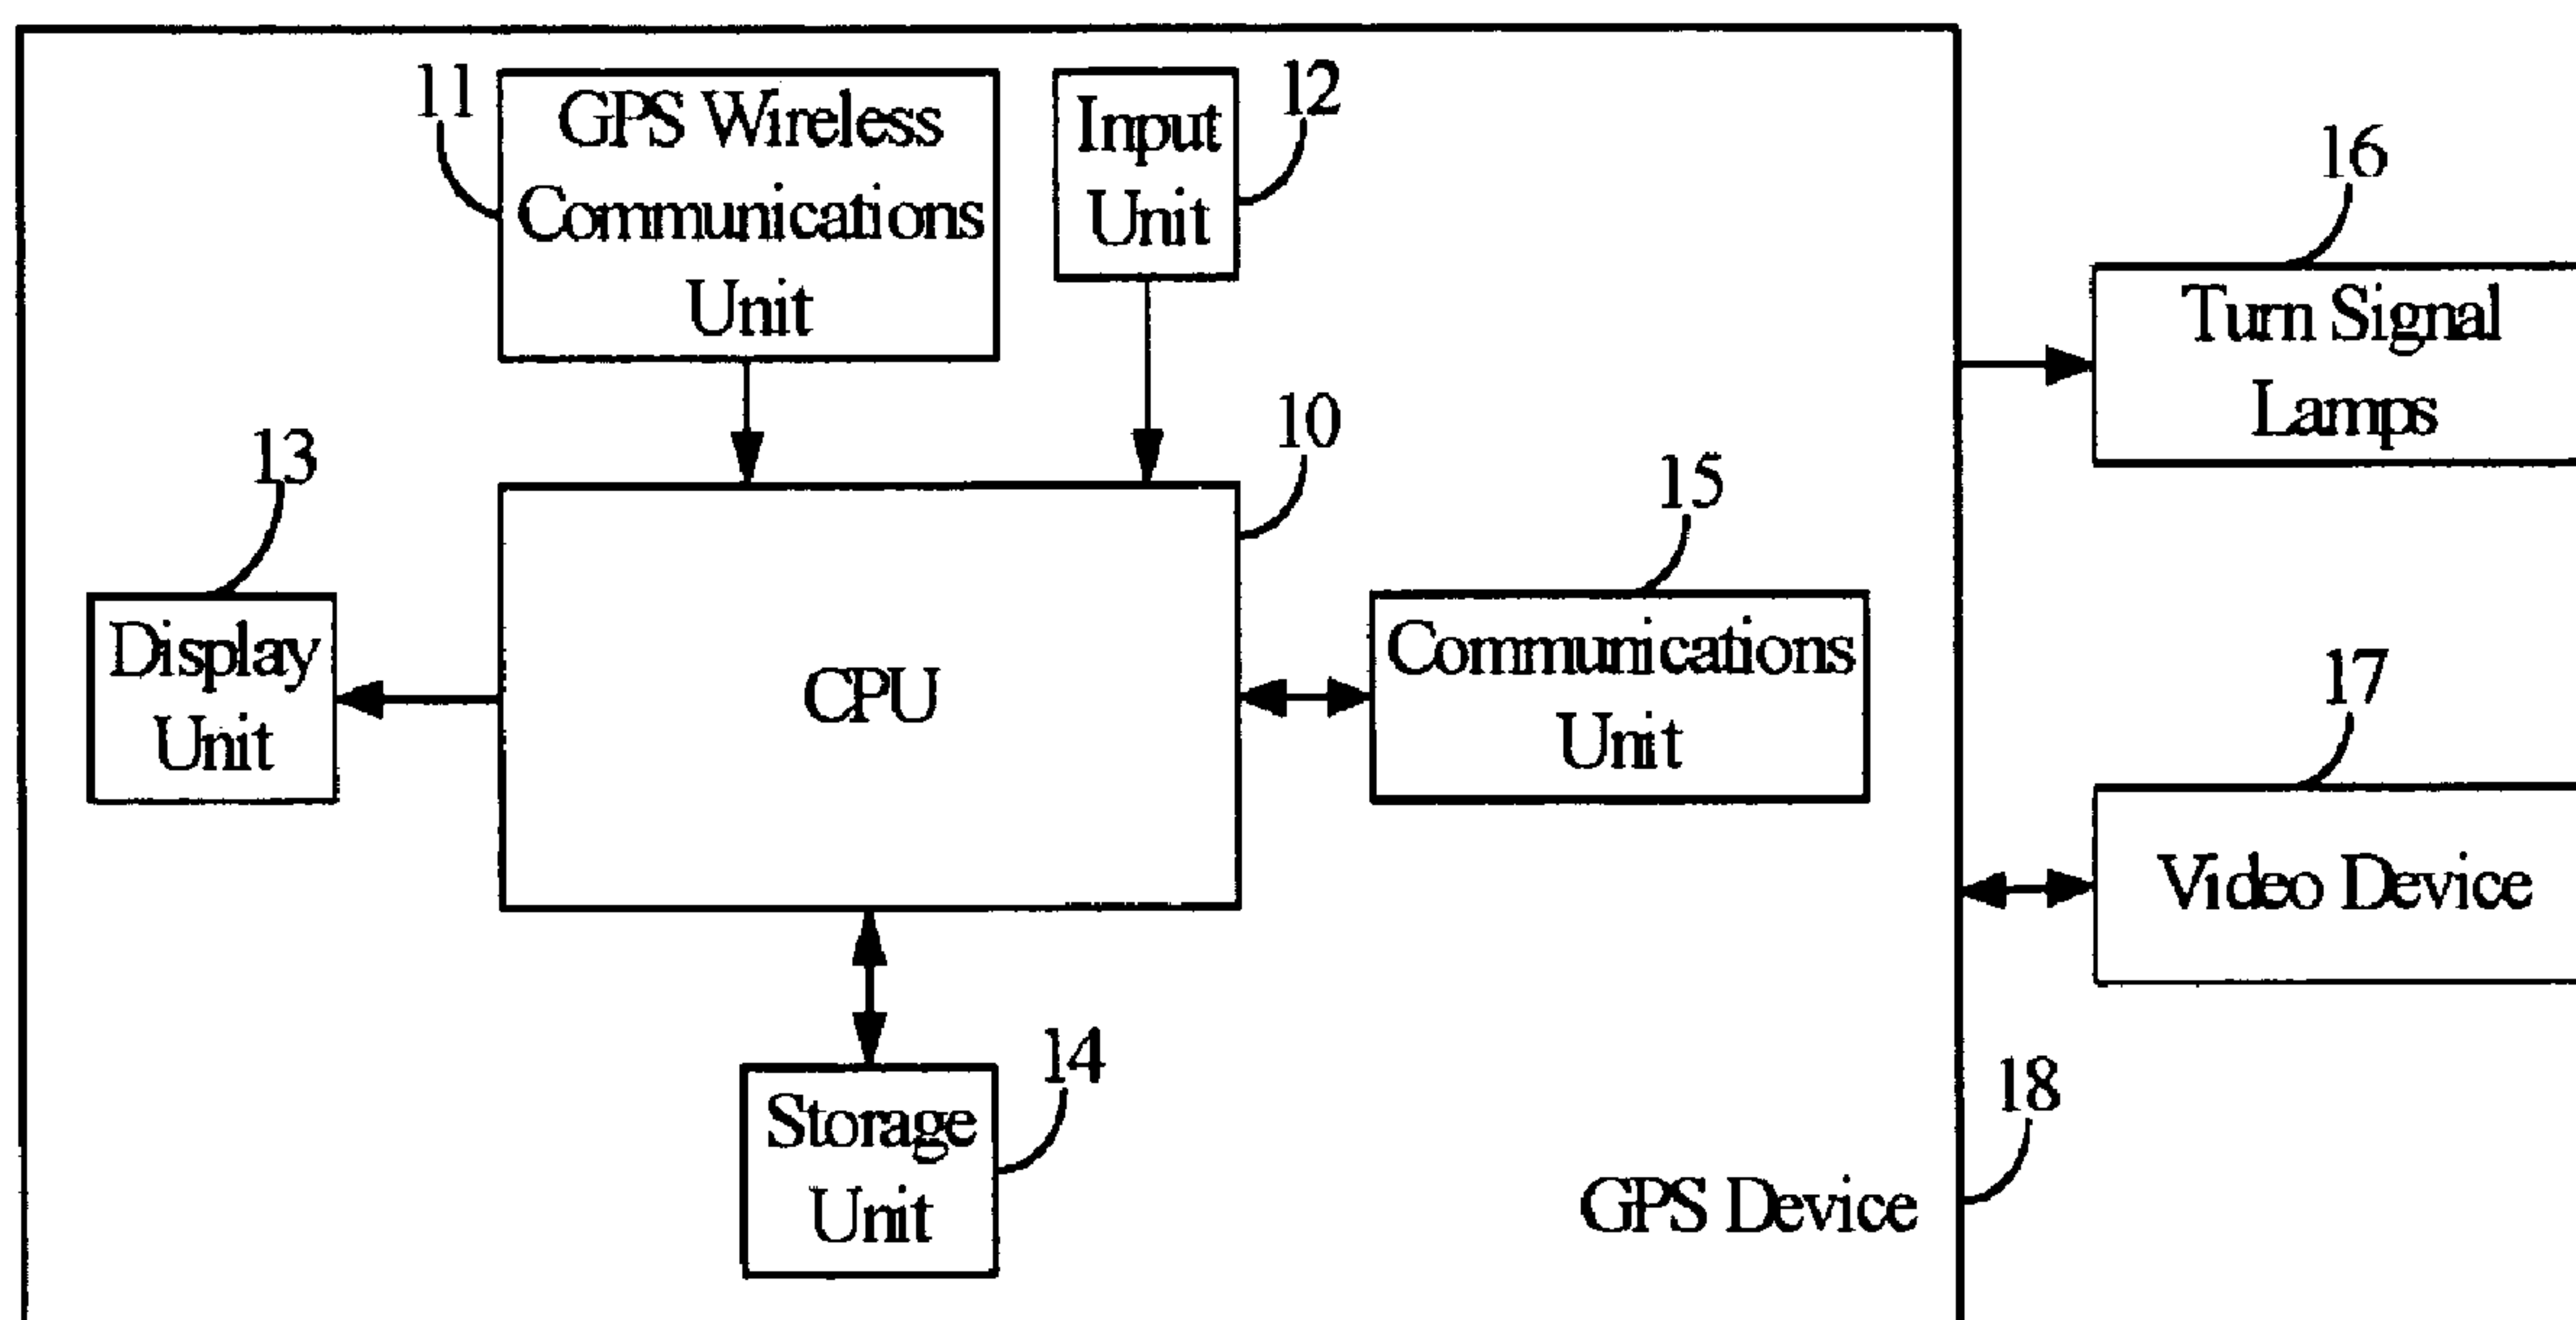 11
GPS Wireless
Communications
Unit
Input
Unit
12
16
Turn Signal
Lamps
13
10
15
Display
Unit
CPU
Communications
Unit
17
Video Device
14
Storage
Unit
18
GPS Device